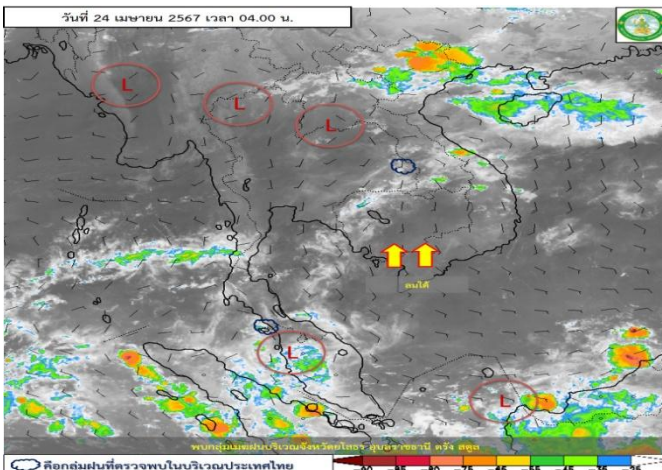 วันที่ 24 เมษายน 2567 เวลา 04.00 น.
L
L
L
ลมใต้
L
L
พบกลุ่มเมฆฝนบริเวณจังหวัดยโสธร อุบลราชธานี ตรัง สตูล
คือกลุ่มฝนที่ตรวจพบในบริเวณประเทศไทย